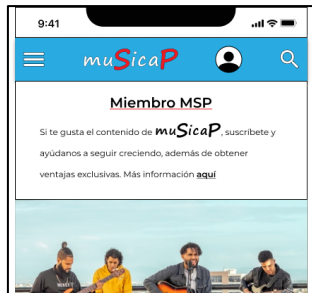 9:41
muSicaP
Miembro MSP
Si te gusta el contenido de muSicaP, suscríbete y
ayúdanos a seguir creciendo, además de obtener
ventajas exclusivas. Más información aquí